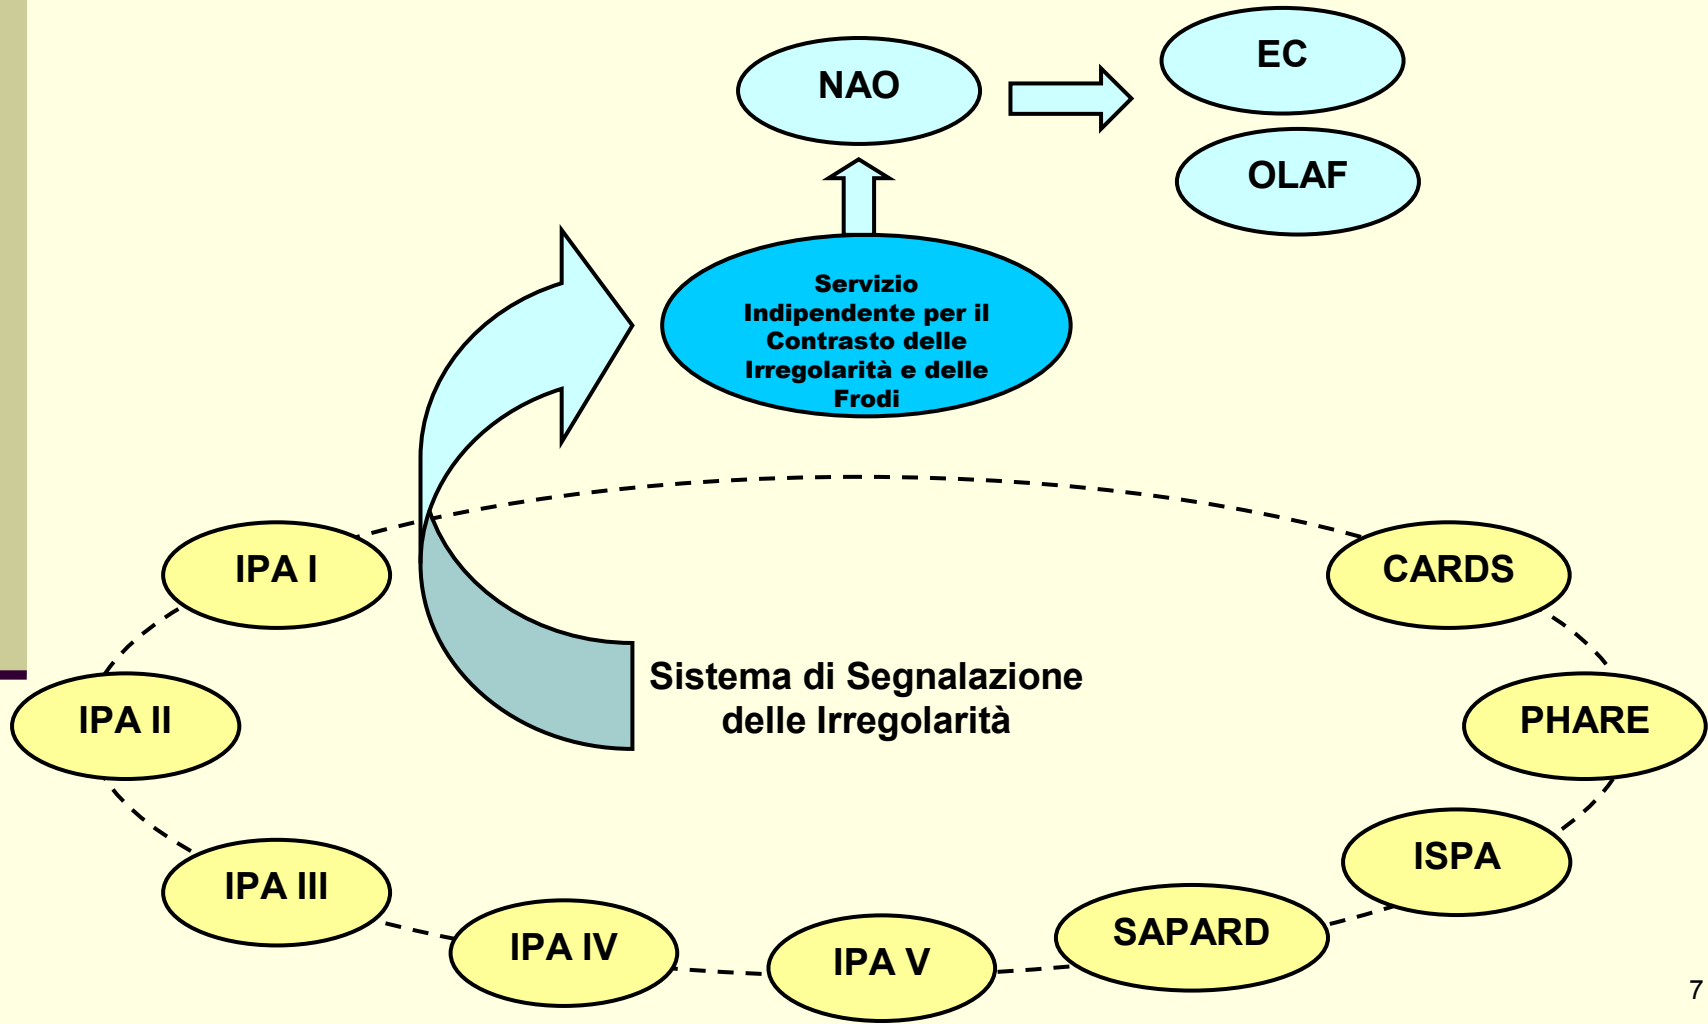 NAO
EC
OLAF
Servizio
Indipendente per il
Contrasto delle
Irregolarità e delle
Frodi
IPA I
CARDS
Sistema di Segnalazione
delle Irregolarità
IPA II
PHARE
IPA III
ISPA
IPA IV
IPA V
SAPARD
7